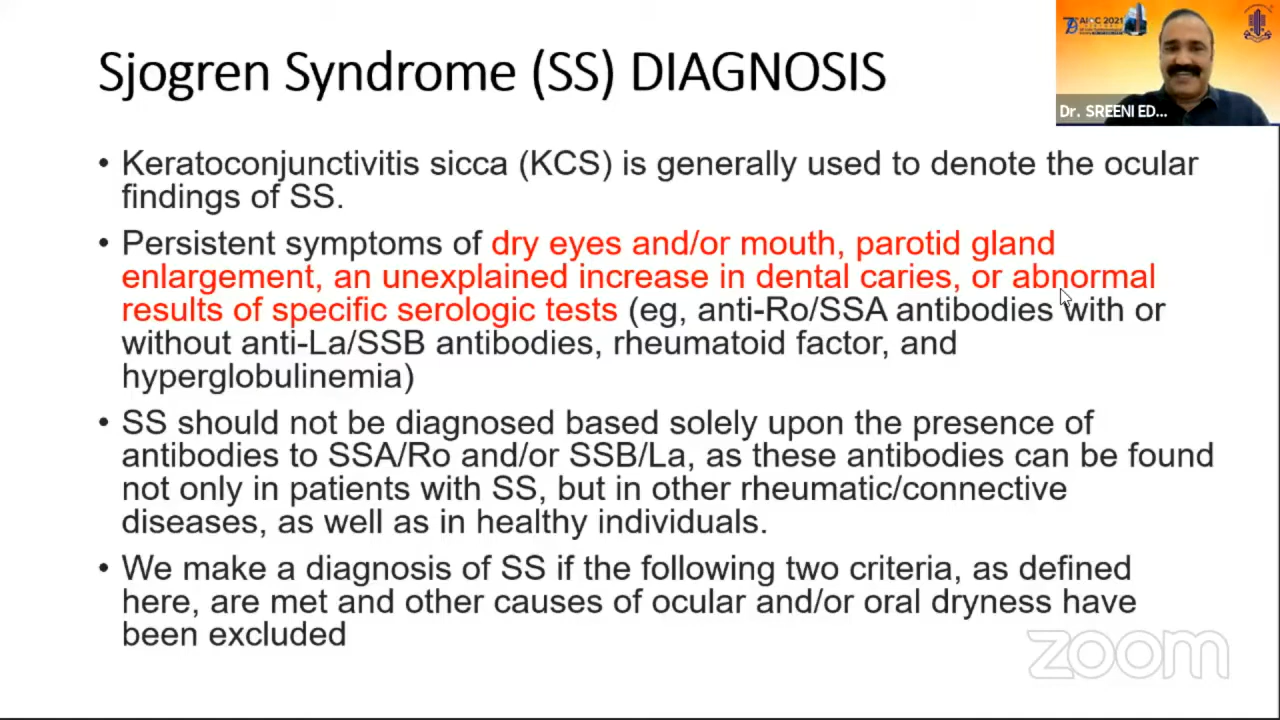 Sjogren Syndrome (SS) DIAGNOSIS
AIOC 2021
Dr. SREENI ED...
• Keratoconjunctivitis sicca (KCS) is generally used to denote the ocular
findings of SS.
• Persistent symptoms of dry eyes and/or mouth, parotid gland
enlargement, an unexplained increase in dental caries, or abnormal
results of specific serologic tests (eg, anti-Ro/SSA antibodies with or
without anti-La/SSB antibodies, rheumatoid factor, and
hyperglobulinemia)
• SS should not be diagnosed based solely upon the presence of
antibodies to SSA/Ro and/or SSB/La, as these antibodies can be found
not only in patients with SS, but in other rheumatic/connective
diseases, as well as in healthy individuals.
• We make a diagnosis of SS if the following two criteria, as defined
here, are met and other causes of ocular and/or oral dryness have
been excluded
zoom